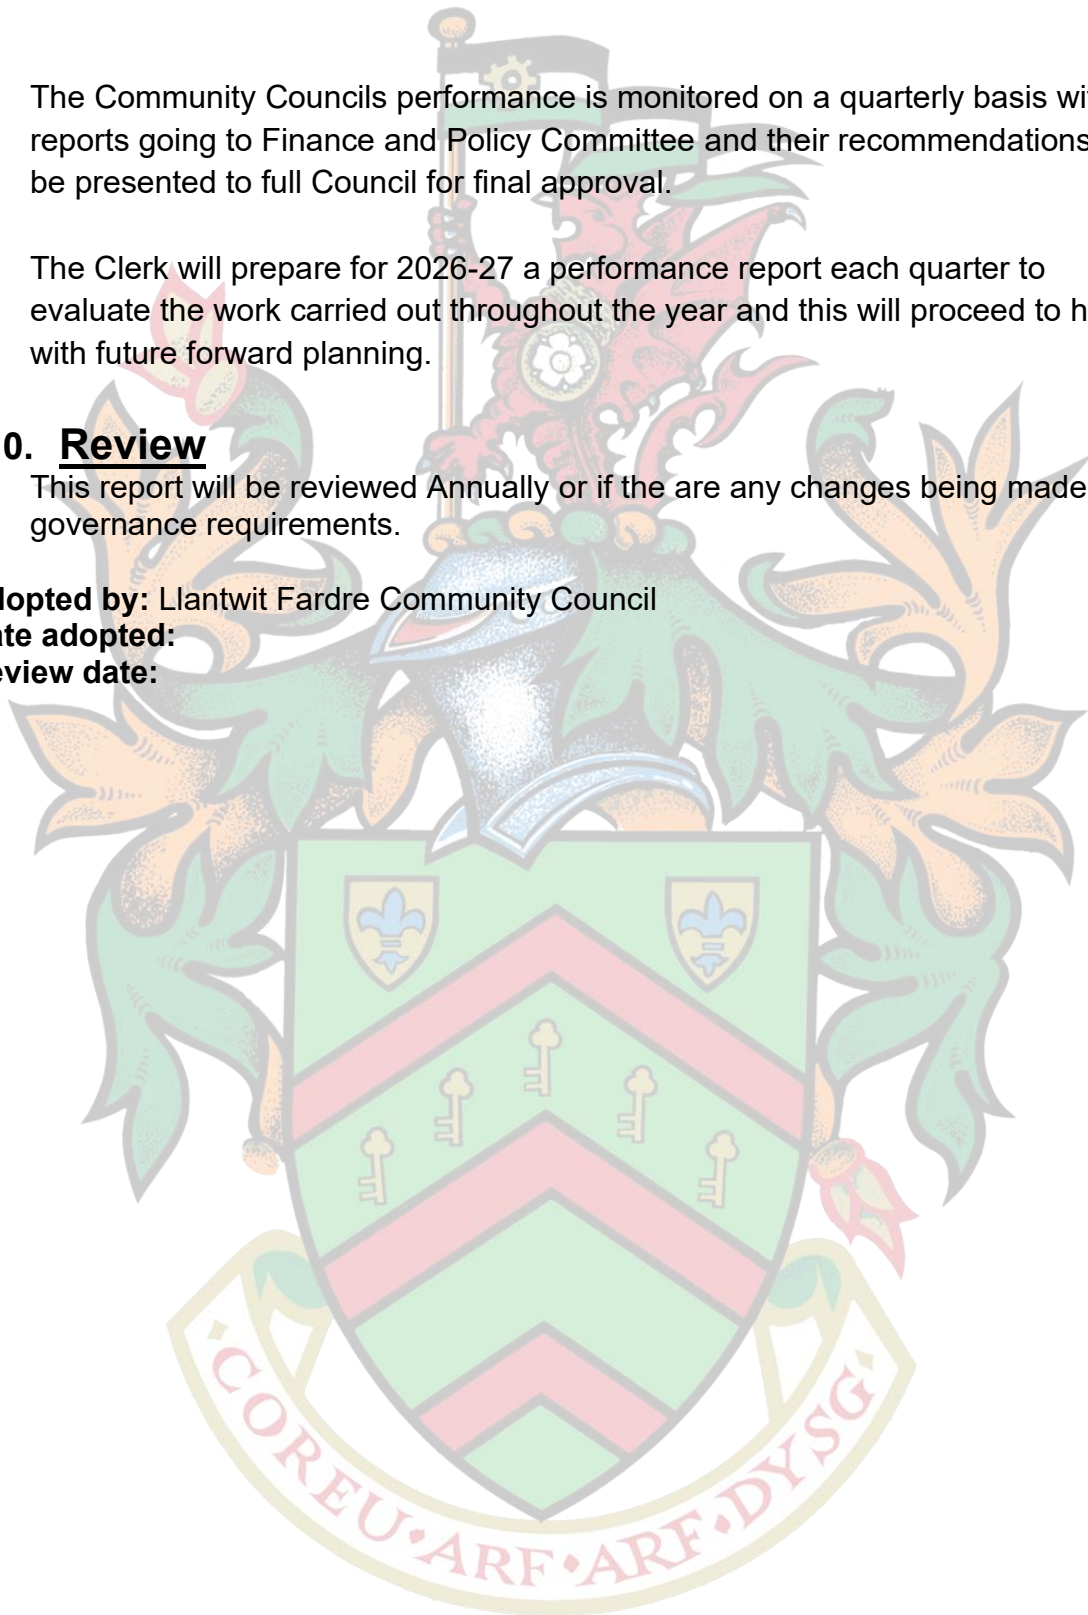 The Community Councils performance is monitored on a quarterly basis wi
reports going to Finance and Policy Committee and their recommendations
be presented to full Council for final approval.
The Clerk will prepare for 2026-27 a performance report each quarter to
evaluate the work carried out throughout the year and this will proceed to h
with future forward planning.
0. Review
This report will be reviewed Annually or if the are any changes being made
governance requirements.
dopted by: Llantwit Fardre Community Council
ate adopted:
eview date:
COREU·ARF·ARF·DYSG